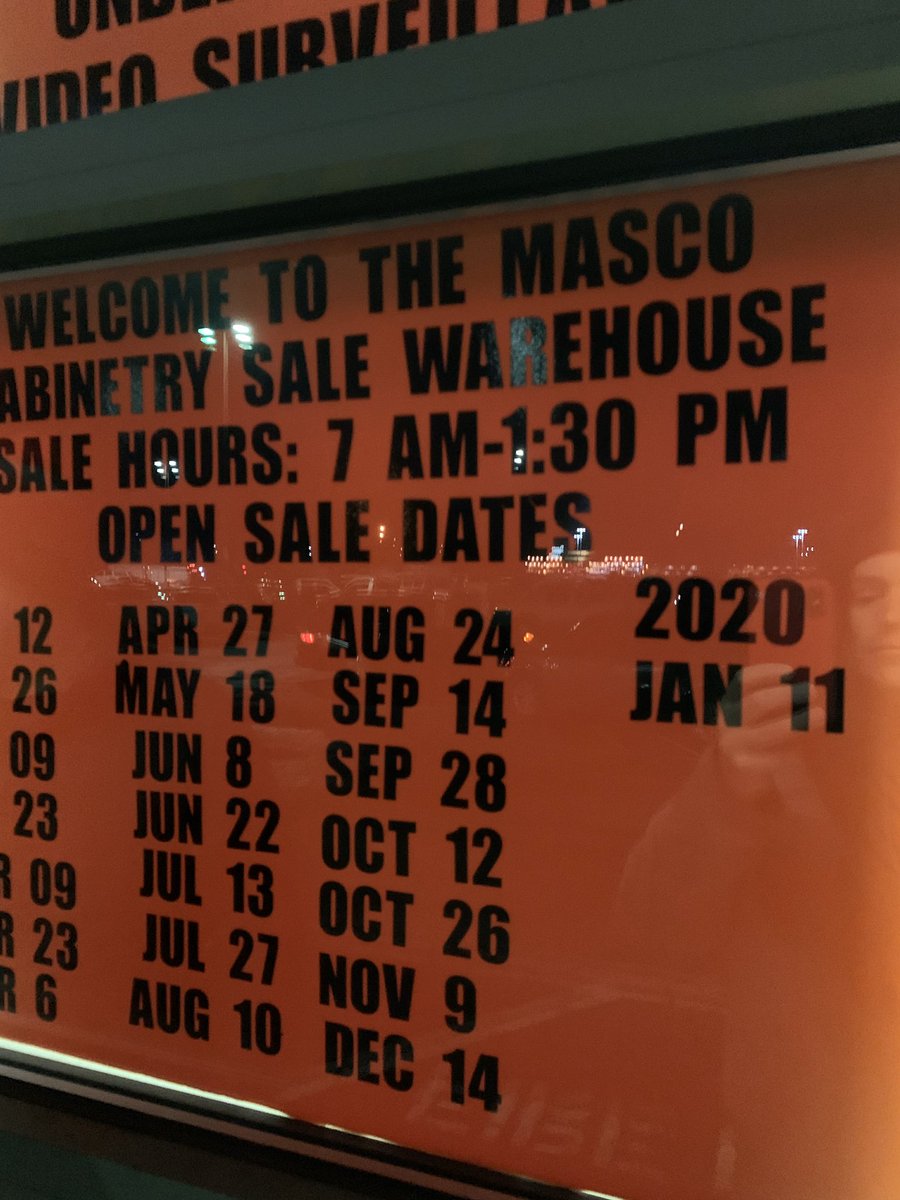 VIDEO SURVEILLA
WELCOME TO THE MASCO
ABINETRY SALE WAREHOUSE
SALE HOURS: 7 AM-1:30 PM
OPEN SALE DATES
2020
12 APR 27 AUG 24 JAN 11
26 MAY 18 SEP 14
09 JUN 8 SEP 28
23 JUN 22 OCT 12
R 09 JUL 13 OCT 26
R 23 JUL 27 NOV 9
R 6 AUG 10 DEC 14